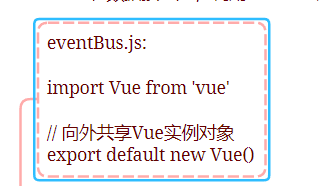 eventBus.js:
import Vue from 'vue'
// 向外共享Vue实例对象
export default new Vue()